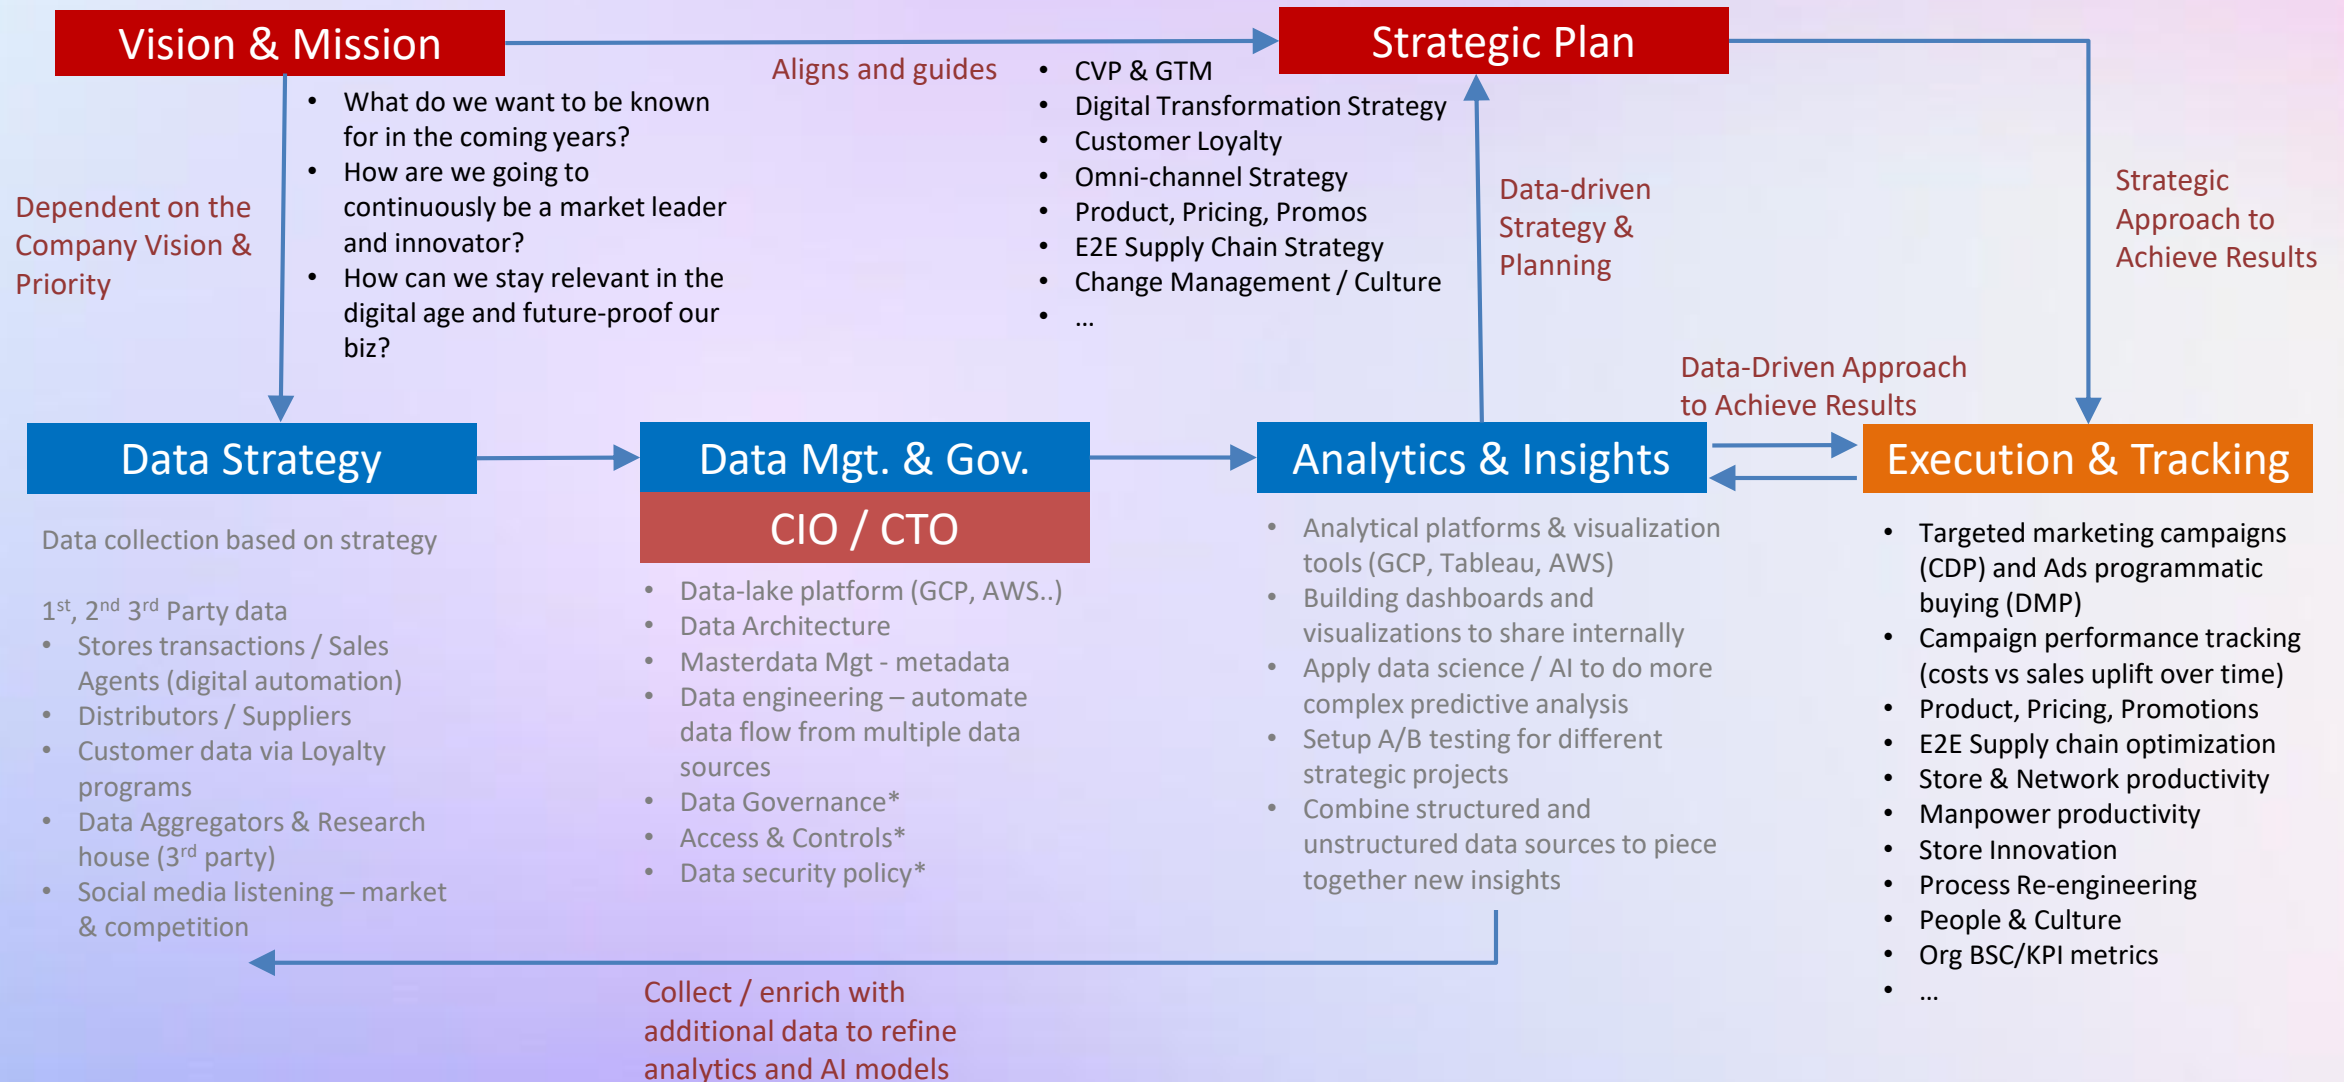 Vision & Mission
Aligns and guides
Strategic Plan
• What do we want to be known
for in the coming years?
• How are we going to
continuously be a market leader
and innovator?
• How can we stay relevant in the
digital age and future-proof our
biz?
Dependent on the
Company Vision &
Priority
• CVP & GTM
• Digital Transformation Strategy
• Customer Loyalty
• Omni-channel Strategy
• Product, Pricing, Promos
• E2E Supply Chain Strategy
• Change Management / Culture
• ...
Data-driven
Strategy &
Planning
Strategic
Approach to
Achieve Results
Data-Driven Approach
to Achieve Results
Data Strategy
Data collection based on strategy
1st, 2nd 3rd Party data
• Stores transactions / Sales
Agents (digital automation)
• Distributors / Suppliers
• Customer data via Loyalty
programs
• Data Aggregators & Research
house (3rd party)
• Social media listening – market
& competition
Data Mgt. & Gov.
CIO / CTO
• Data-lake platform (GCP, AWS..)
• Data Architecture
• Masterdata Mgt - metadata
• Data engineering – automate
data flow from multiple data
sources
• Data Governance*
• Access & Controls*
• Data security policy*
Analytics & Insights
• Analytical platforms & visualization
tools (GCP, Tableau, AWS)
• Building dashboards and
visualizations to share internally
• Apply data science / AI to do more
complex predictive analysis
• Setup A/B testing for different
strategic projects
• Combine structured and
unstructured data sources to piece
together new insights
Execution & Tracking
• Targeted marketing campaigns
(CDP) and Ads programmatic
buying (DMP)
• Campaign performance tracking
(costs vs sales uplift over time)
• Product, Pricing, Promotions
• E2E Supply chain optimization
• Store & Network productivity
• Manpower productivity
• Store Innovation
• Process Re-engineering
• People & Culture
• Org BSC/KPI metrics
• ...
Collect / enrich with
additional data to refine
analytics and AI models